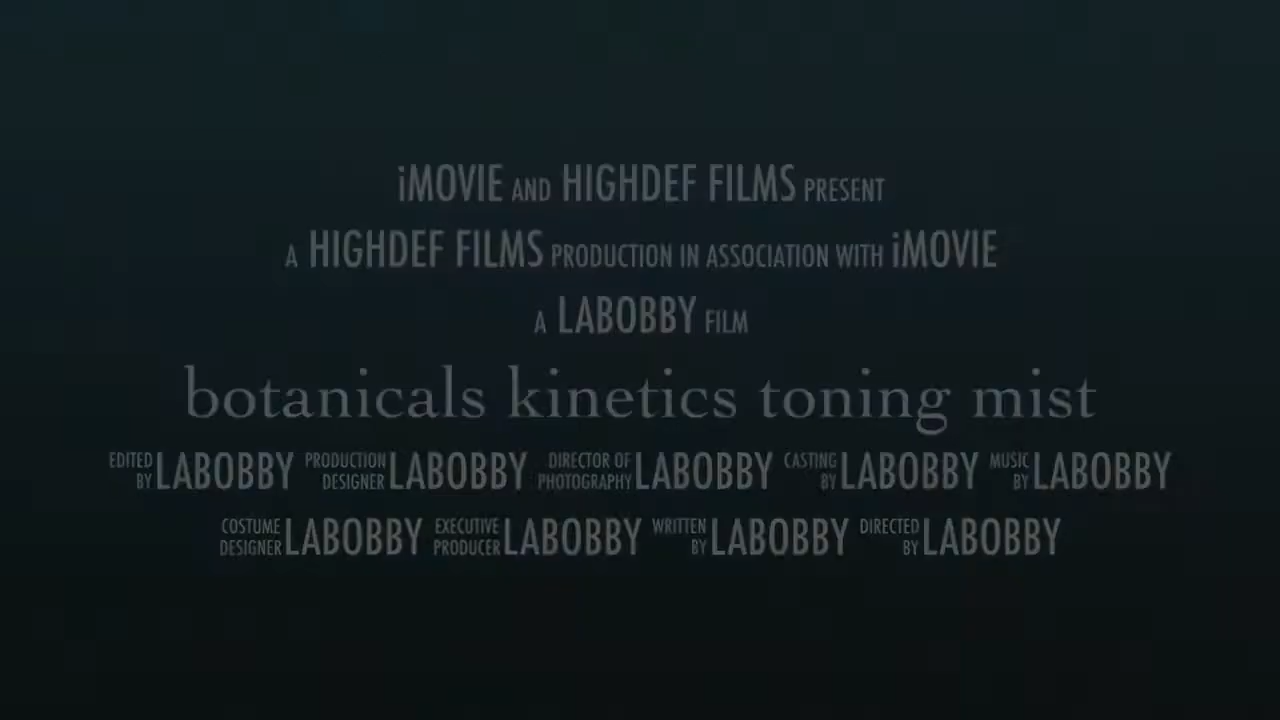 iMOVIE AND HIGHDEF FILMS PRESENT
A HIGHDEF FILMS PRODUCTION IN ASSOCIATION WITH iMOVIE
A LABOBBY FILM
botanicals kinetics toning mist
EDITED BY LABOBBY PRODUCTION DESIGNER LABOBBY DIRECTOR OF PHOTOGRAPHY LABOBBY CASTING BY LABOBBY MUSIC BY LABOBBY
COSTUME DESIGNER LABOBBY EXECUTIVE PRODUCER LABOBBY WRITTEN BY LABOBBY DIRECTED BY LABOBBY